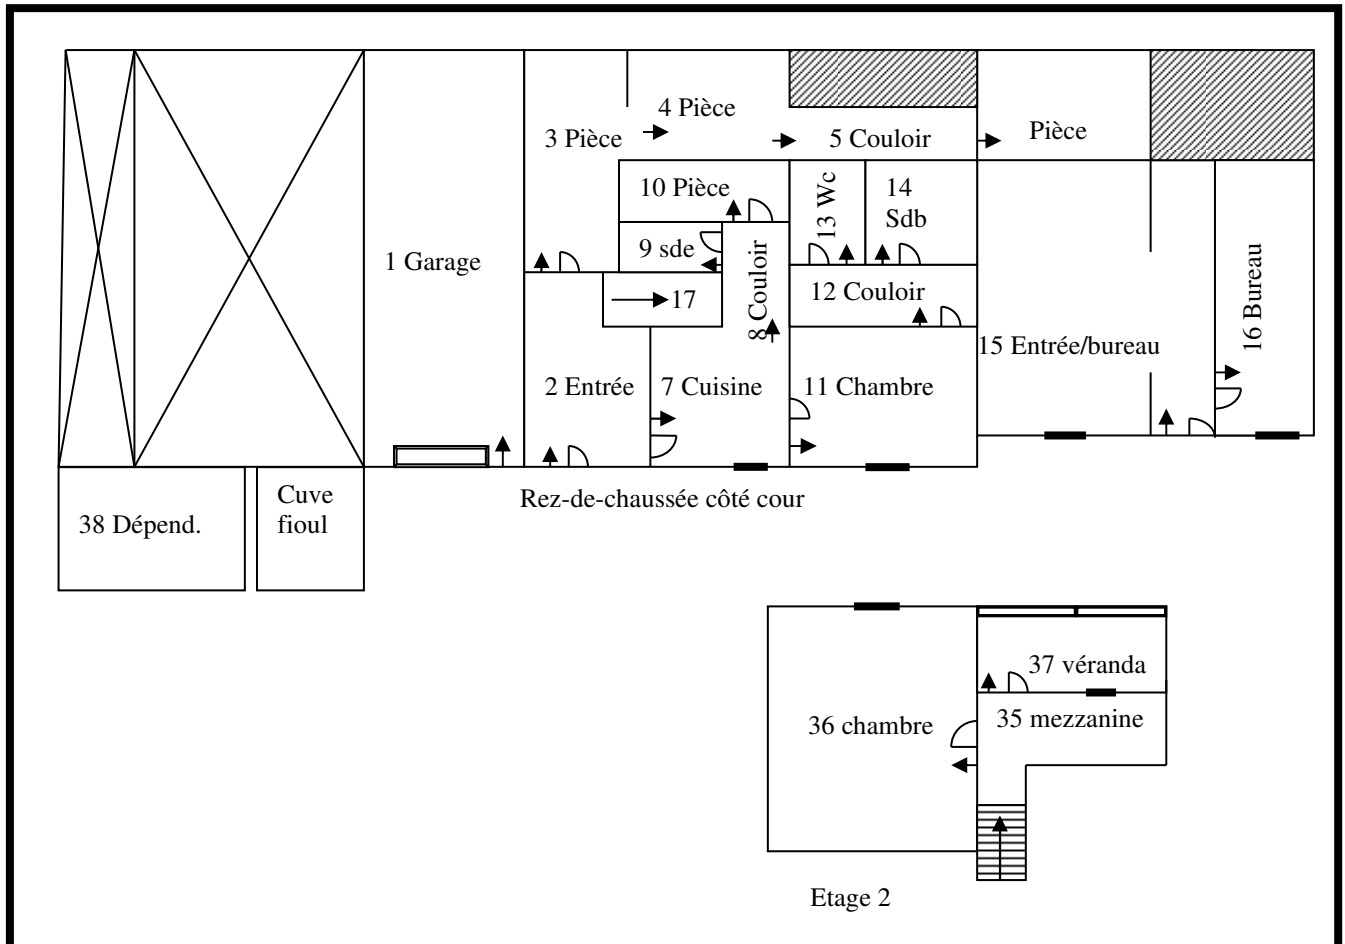 4 Pièce
3 Pièce
5 Couloir
Pièce
10 Pièce
13 Wc
14
Sdb
9 sde
1 Garage
8 Couloir
17
12 Couloir
16 Bureau
15 Entrée/bureau
2 Entrée
7 Cuisine
11 Chambre
Rez-de-chaussée côté cour
Cuve
fioul
38 Dépend.
37 véranda
36 chambre
35 mezzanine
Etage 2